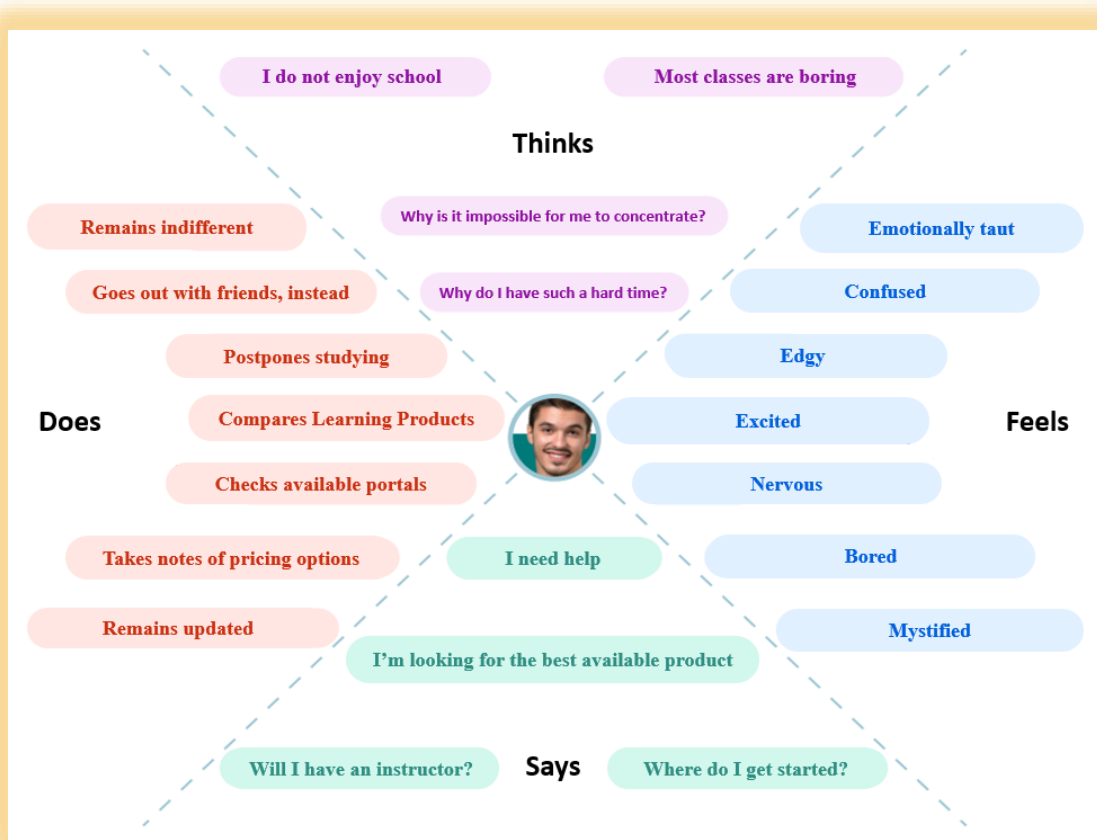 I do not enjoy school
Most classes are boring
Thinks
Why is it impossible for me to concentrate?
Why do I have such a hard time?
Remains indifferent
Goes out with friends, instead
Postpones studying
Does
Compares Learning Products
Checks available portals
Takes notes of pricing options
Remains updated
Emotionally taut
Confused
Edgy
Excited
Feels
Nervous
Bored
Mystified
I need help
I’m looking for the best available product
Will I have an instructor?
Says
Where do I get started?